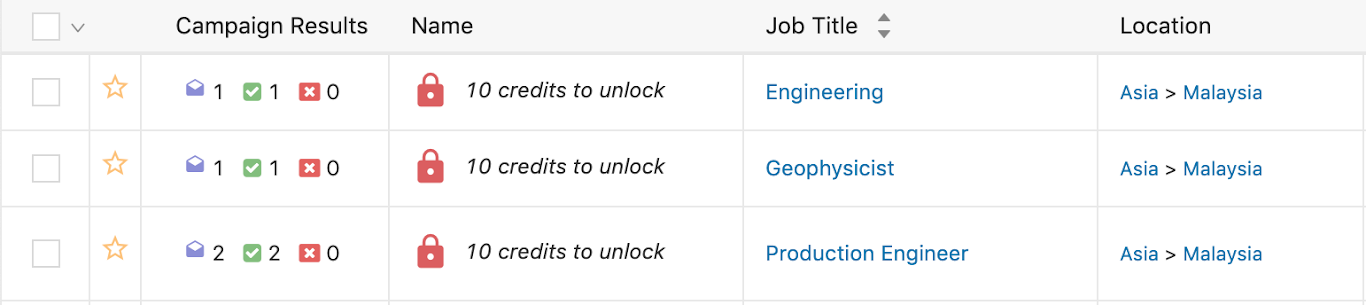 Campaign Results Name Job Title Location
1 1 0 10 credits to unlock Engineering Asia > Malaysia
1 1 0 10 credits to unlock Geophysicist Asia > Malaysia
2 2 0 10 credits to unlock Production Engineer Asia > Malaysia